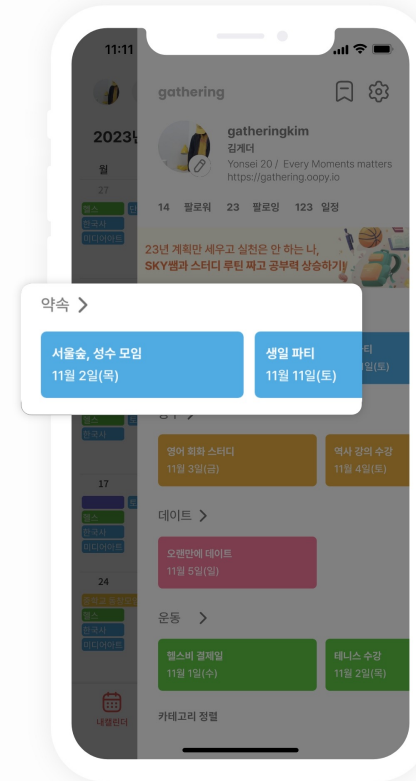 11:11
gathering
gatheringkim
김게더
Yonsei 20 / Every Moments matters
https://gathering.oopy.io
14 팔로워 23 팔로잉 123 일정
23년 계획만 세우고 실천은 안 하는 나,
SKY쌤과 스터디 루틴 짜고 공부력 상승하기!
약속 >
서울숲, 성수 모임
11월 2일(목)
생일 파티
11월 11일(토)
영어 회화 스터디
11월 3일(금)
역사 강의 수강
11월 4일(토)
데이트 >
오랜만에 데이트
11월 5일(일)
운동 >
헬스비 결제일
11월 1일(수)
테니스 수강
11월 2일(목)
카테고리 정렬
2023년
월
27
헬스
한국사
미디어아트
한국사
17
헬스
한국사
미디어아트
24
헬스
한국사
미디어아트
내캘린더